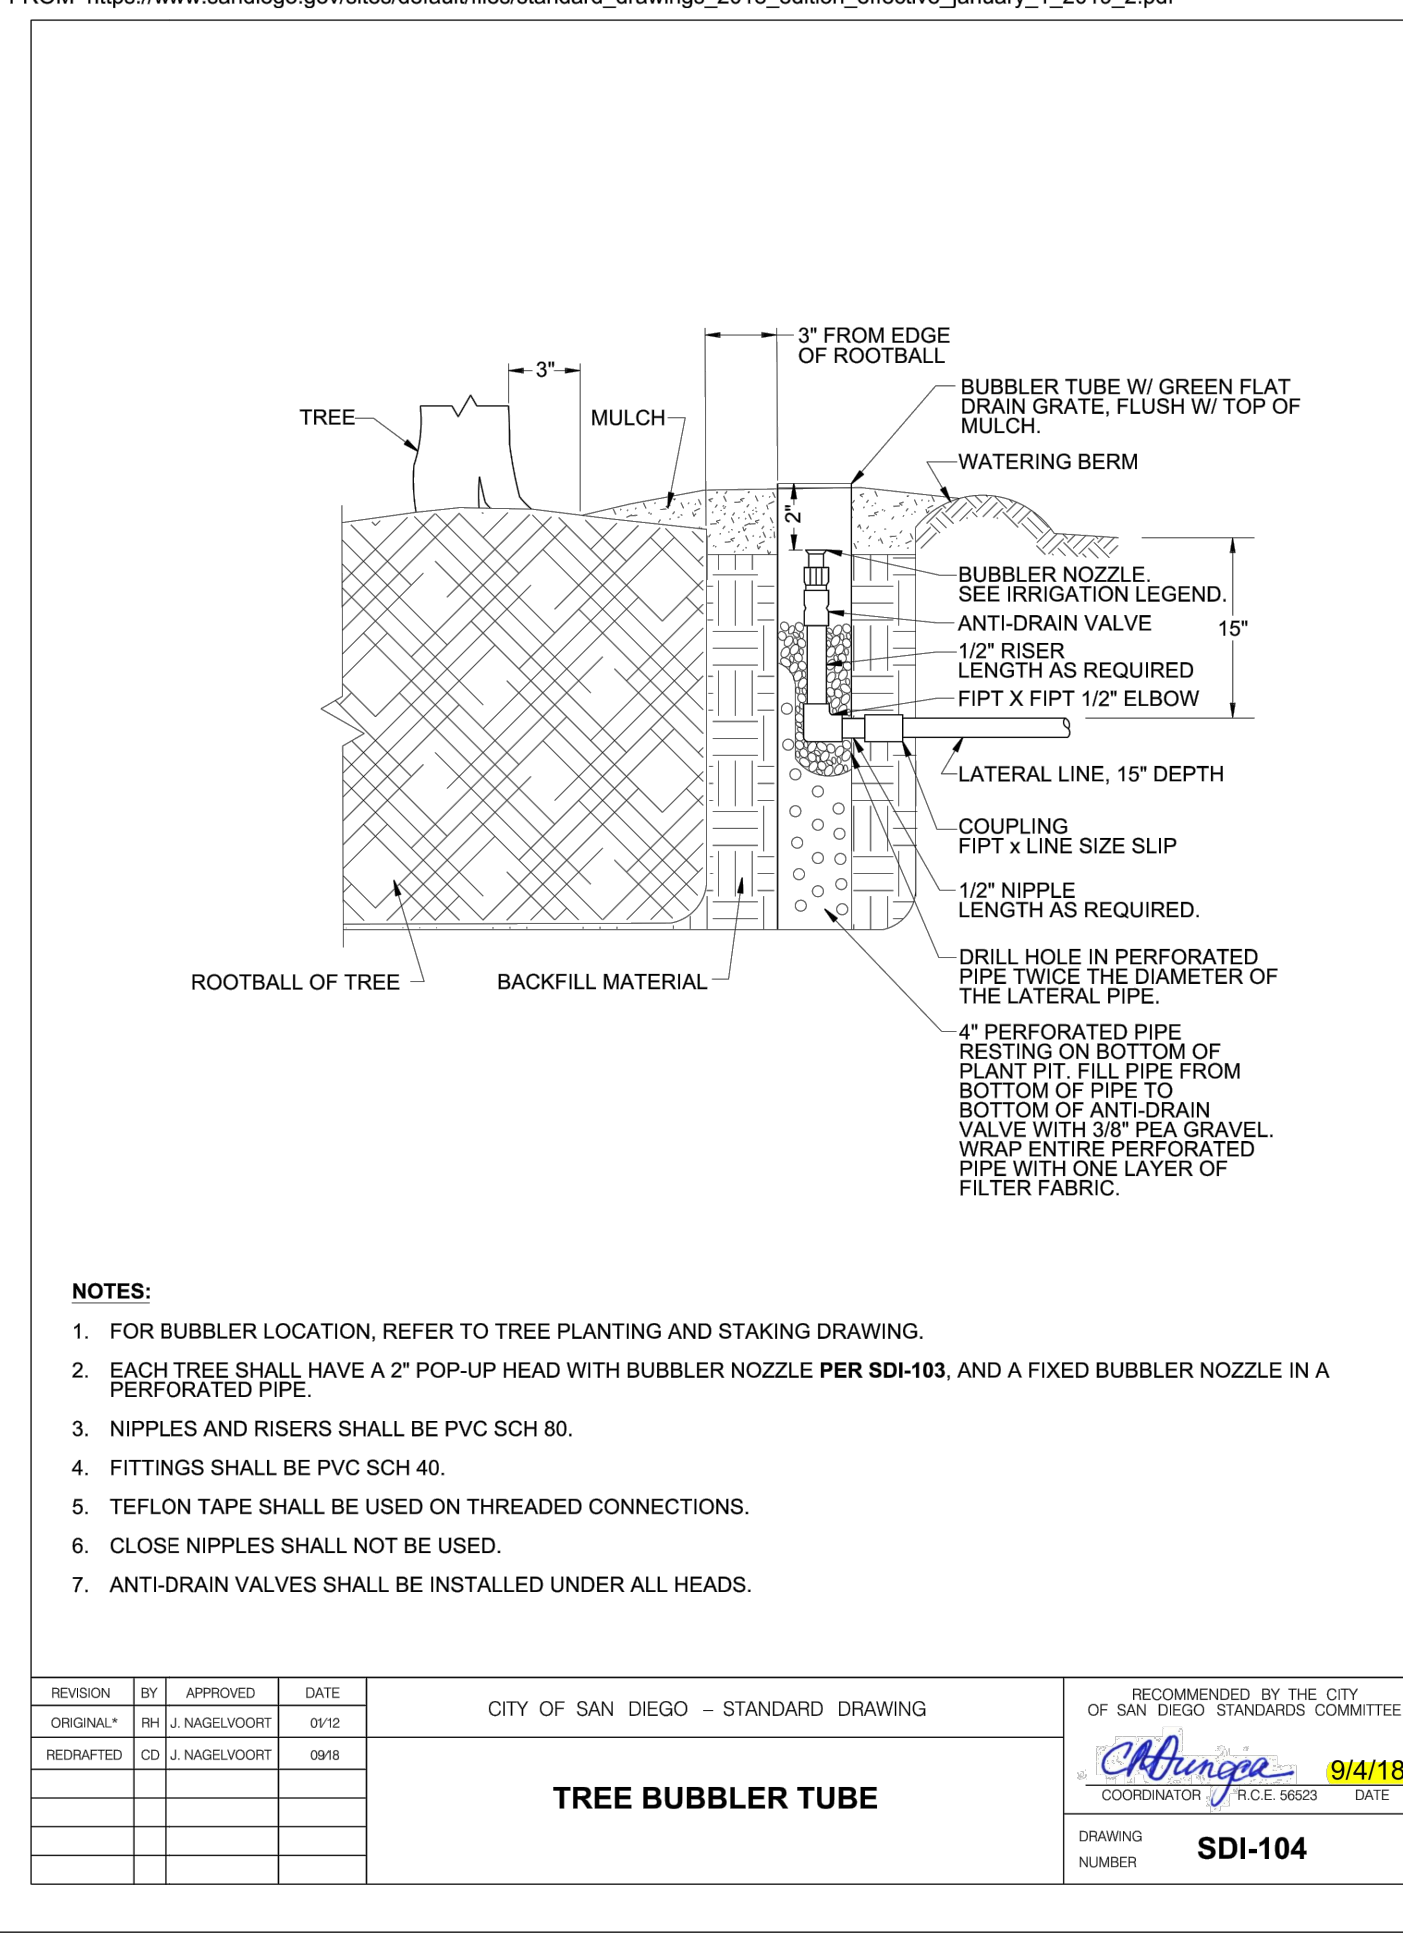 FROM https://www.sandiego.gov/sites/default/files/standard_drawings_2018_edition_effective_january_1_2019_2.pdf
3" FROM EDGE
OF ROOTBALL
3"
BUBBLER TUBE W/ GREEN FLAT
DRAIN GRATE, FLUSH W/ TOP OF
MULCH.
TREE
MULCH
WATERING BERM
2"
BUBBLER NOZZLE.
SEE IRRIGATION LEGEND.
ANTI-DRAIN VALVE
15"
1/2" RISER
LENGTH AS REQUIRED
FIPT X FIPT 1/2" ELBOW
LATERAL LINE, 15" DEPTH
COUPLING
FIPT x LINE SIZE SLIP
1/2" NIPPLE
LENGTH AS REQUIRED.
DRILL HOLE IN PERFORATED
PIPE TWICE THE DIAMETER OF
THE LATERAL PIPE.
ROOTBALL OF TREE
BACKFILL MATERIAL
4" PERFORATED PIPE
RESTING ON BOTTOM OF
PLANT PIT. FILL PIPE FROM
BOTTOM OF PIPE TO
BOTTOM OF ANTI-DRAIN
VALVE WITH 3/8" PEA GRAVEL.
WRAP ENTIRE PERFORATED
PIPE WITH ONE LAYER OF
FILTER FABRIC.
NOTES:
1. FOR BUBBLER LOCATION, REFER TO TREE PLANTING AND STAKING DRAWING.
2. EACH TREE SHALL HAVE A 2" POP-UP HEAD WITH BUBBLER NOZZLE PER SDI-103, AND A FIXED BUBBLER NOZZLE IN A
PERFORATED PIPE.
3. NIPPLES AND RISERS SHALL BE PVC SCH 80.
4. FITTINGS SHALL BE PVC SCH 40.
5. TEFLON TAPE SHALL BE USED ON THREADED CONNECTIONS.
6. CLOSE NIPPLES SHALL NOT BE USED.
7. ANTI-DRAIN VALVES SHALL BE INSTALLED UNDER ALL HEADS.
REVISION BY APPROVED DATE
ORIGINAL* RH J. NAGELVOORT 01/12
REDRAFTED CD J. NAGELVOORT 09/18
CITY OF SAN DIEGO – STANDARD DRAWING
TREE BUBBLER TUBE
RECOMMENDED BY THE CITY
OF SAN DIEGO STANDARDS COMMITTEE
9/4/18
COORDINATOR R.C.E. 56523 DATE
DRAWING
NUMBER
SDI-104